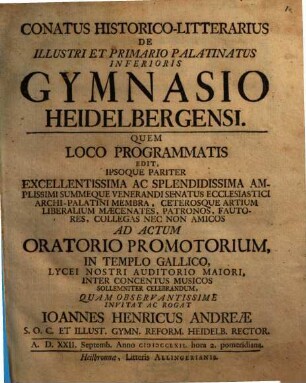 CONATUS HISTORICO-LITTERARIUS
DE
ILLUSTRI ET PRIMARIO PALATINATUS
INFERIORIS
GYMNASIO
HEIDELBERGENSI.
QUEM
LOCO PROGRAMMATIS
EDIT,
IPSOQUE PARITER
EXCELLENTISSIMA AC SPLENDIDISSIMA AM-
PLISSIMI SUMMEQUE VENERANDI SENATUS ECCLESIASTICI
ARCHI-PALATINI MEMBRA, CETEROSQUE ARTIUM
LIBERALIUM MÆCENATES, PATRONOS, FAUTO-
RES, COLLEGAS NEC NON AMICOS
AD ACTUM
ORATORIO PROMOTORIUM,
IN TEMPLO GALLICO,
LYCEI NOSTRI AUDITORIO MAIORI,
INTER CONCENTUS MUSICOS
SOLLEMNITER CELEBRANDUM.
QUAM OBSERVANTISSIME
INVITAT AC ROGAT
IOANNES HENRICUS ANDREÆ
S. O. C. ET ILLUST. GYMN. REFORM. HEIDELB. RECTOR.
A. D. XXII. Septemb. Anno hora 2. pomeridiana.
Heilbronnæ, Litteris ALLINGERIANIS.